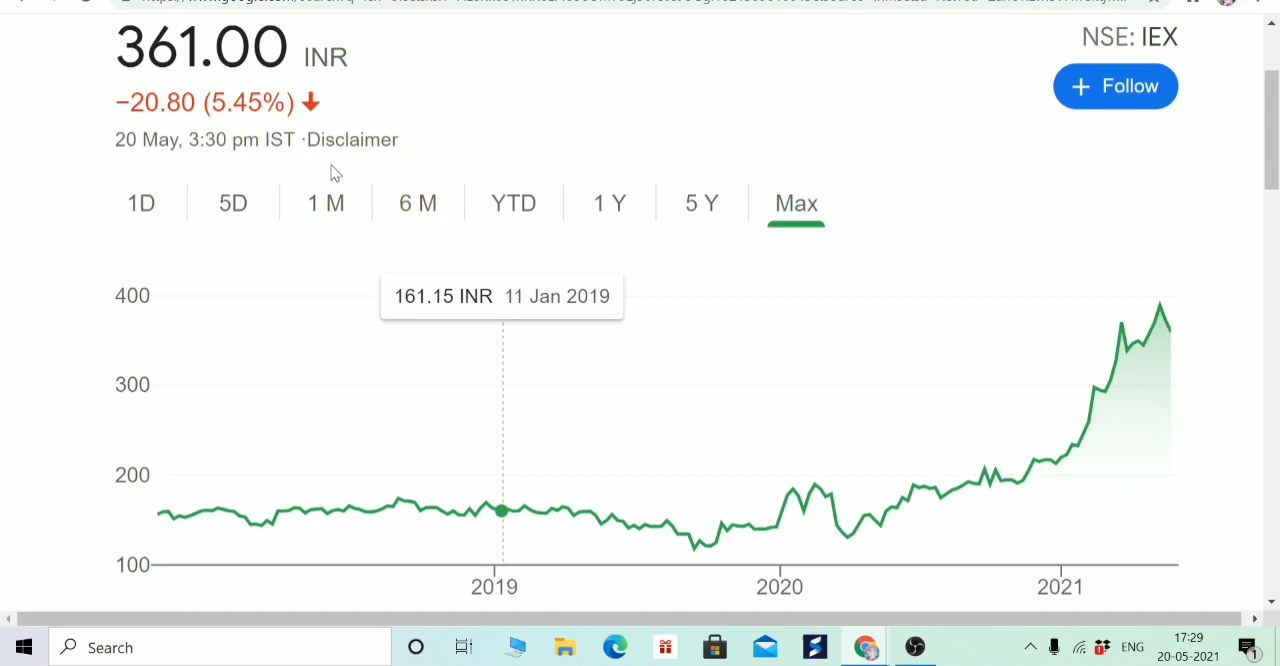 361.00 INR
NSE: IEX
+ Follow
−20.80 (5.45%)
20 May, 3:30 pm IST ·Disclaimer
1D 5D 1 M 6 M YTD 1 Y 5 Y Max
161.15 INR 11 Jan 2019
400
300
200
100
2019 2020 2021
Search
ENG
17:29
20-05-2021
1